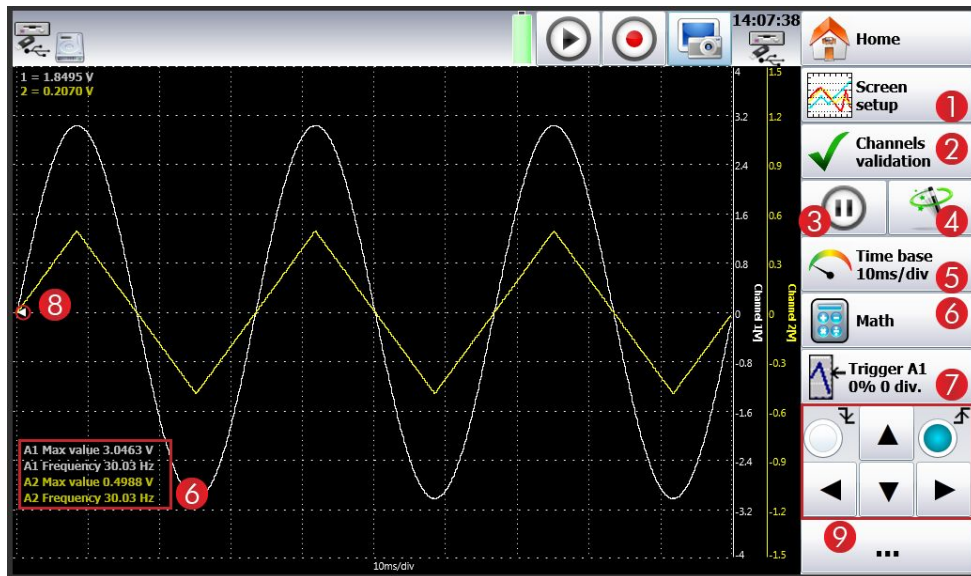 14:07:38
Home
1 = 1.8495 V
2 = 0.2070 V
4
1.5
Screen
setup
1
3.2
1.2
Channels
validation
2
2.4
0.9
3
4
1.6
0.6
Time base
10ms/div
5
0.8
0.3
8
0
0
Channel 1[V]
Channel 2[V]
Math
6
-0.8
-0.3
Trigger A1
0% 0 div.
7
-1.6
-0.6
A1 Max value 3.0463 V
A1 Frequency 30.03 Hz
A2 Max value 0.4988 V
A2 Frequency 30.03 Hz
6
-2.4
-0.9
-3.2
-1.2
9
...
-4
-1.5
10ms/div